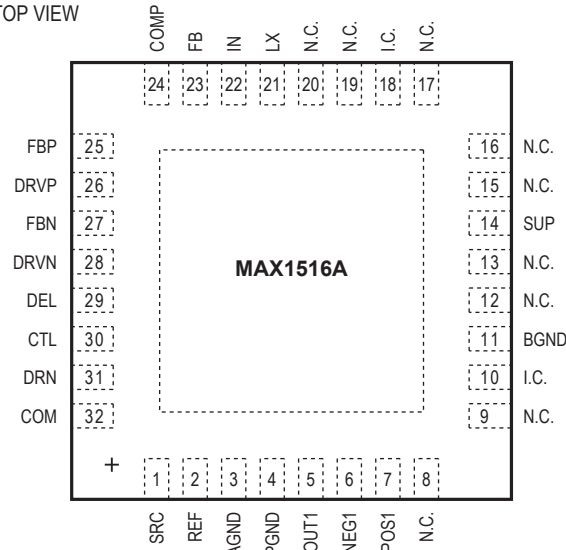 TOP VIEW
COMP FB IN LX N.C. N.C. I.C. N.C.
24 23 22 21 20 19 18 17
FBP 25 16 N.C.
DRVP 26 15 N.C.
FBN 27 14 SUP
DRVN 28 MAX1516A 13 N.C.
DEL 29 12 N.C.
CTL 30 11 BGND
DRN 31 10 I.C.
COM 32 9 N.C.
+ 1 2 3 4 5 6 7 8
SRC REF AGND PGND OUT1 NEG1 POS1 N.C.